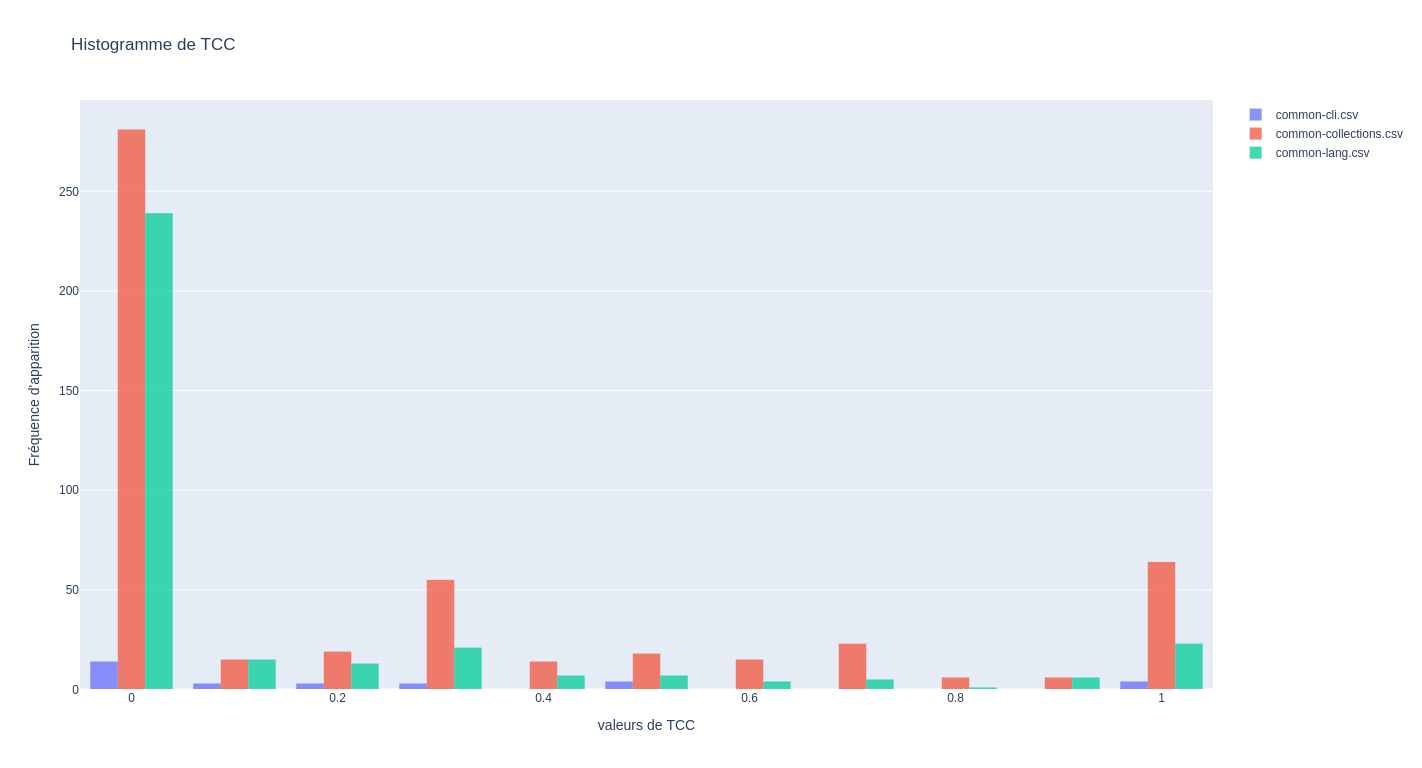 Histogramme de TCC
common-cli.csv
common-collections.csv
common-lang.csv
Fréquence d'apparition
250
200
150
100
50
0
0 0.2 0.4 0.6 0.8 1
valeurs de TCC